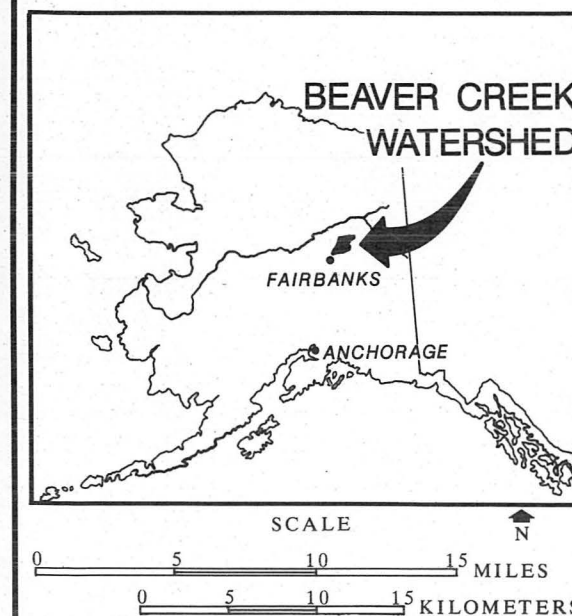 BEAVER CREEK
WATERSHED
FAIRBANKS
ANCHORAGE
SCALE
N
0 5 10 15 MILES
0 5 10 15 KILOMETERS